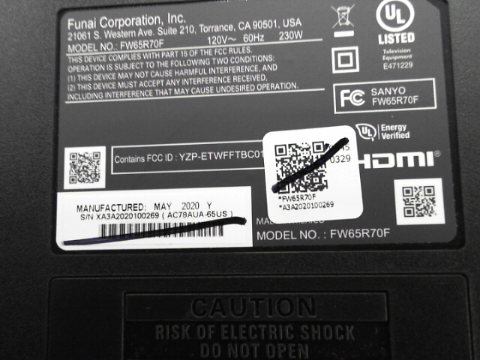 Funai Corporation, Inc.
21061 S. Western Ave. Suite 210, Torrance, CA 90501, USA
MODEL NO.: FW65R70F 120V~ 60Hz 230W
THIS DEVICE COMPLIES WITH PART 15 OF THE FCC RULES.
OPERATION IS SUBJECT TO THE FOLLOWING TWO CONDITIONS:
(1) THIS DEVICE MAY NOT CAUSE HARMFUL INTERFERENCE, AND
(2) THIS DEVICE MUST ACCEPT ANY INTERFERENCE RECEIVED,
INCLUDING INTERFERENCE THAT MAY CAUSE UNDESIRED OPERATION.
UL
LISTED
Television
Equipment
E471229
FC SANYO
FW65R70F
UL Energy
Verified
Contains FCC ID : YZP-ETWFFTBC01
0329
HDMI
*FW65R70F
*A3A2020100269
MANUFACTURED: MAY 2020 Y
S/N XA3A2020100269 ( AC78AUA-65US )
MODEL NO. : FW65R70F
CAUTION
RISK OF ELECTRIC SHOCK
DO NOT OPEN